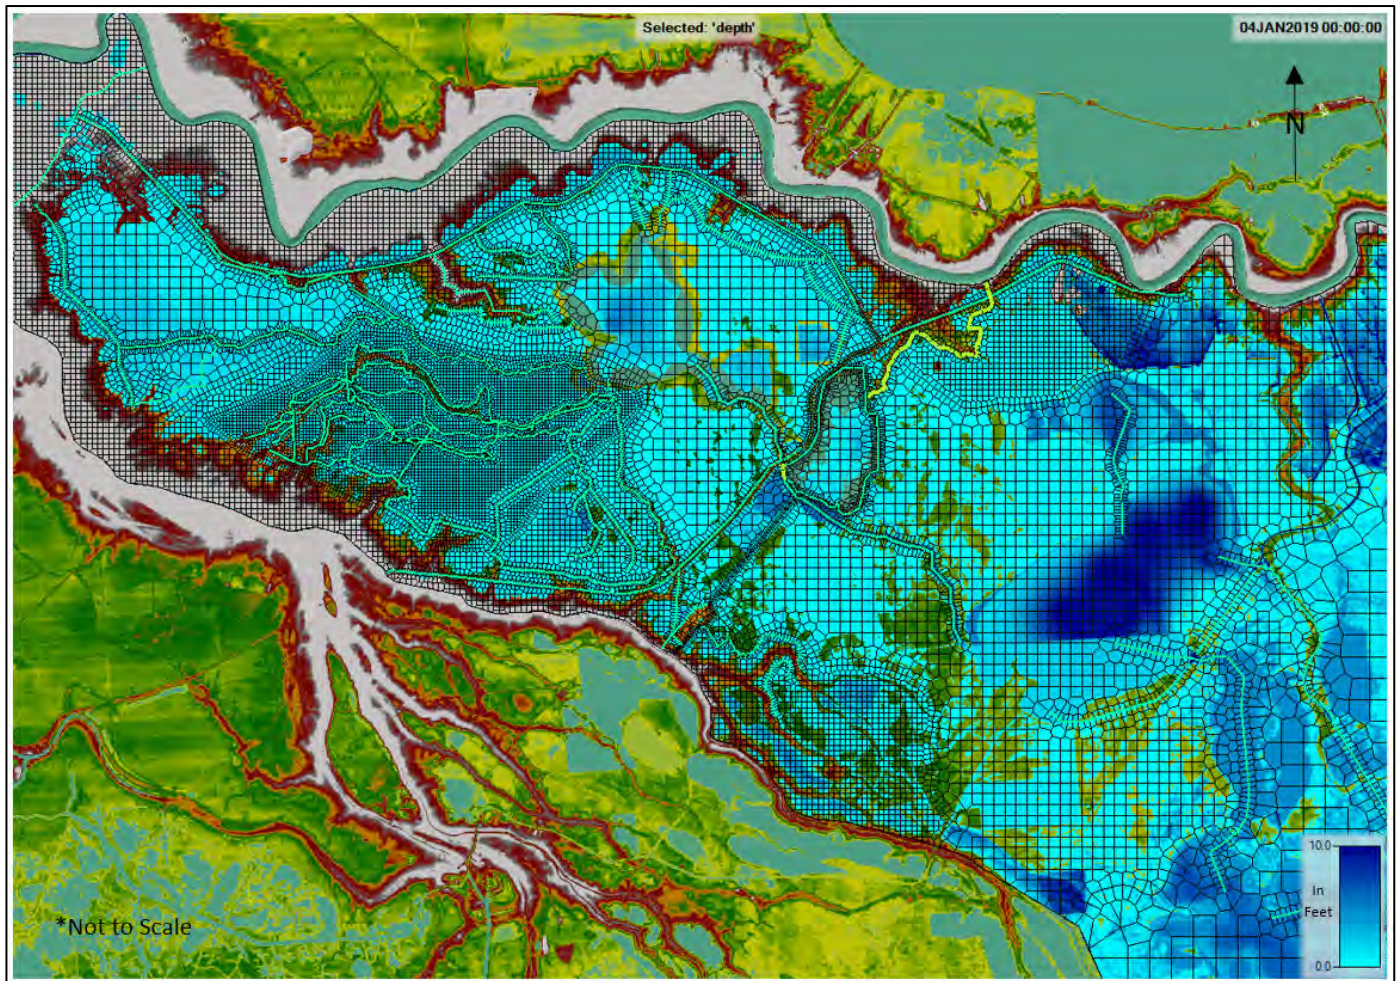 Selected: 'depth'
04JAN2019 00:00:00
N
10.0
In
Feet
0.0
*Not to Scale